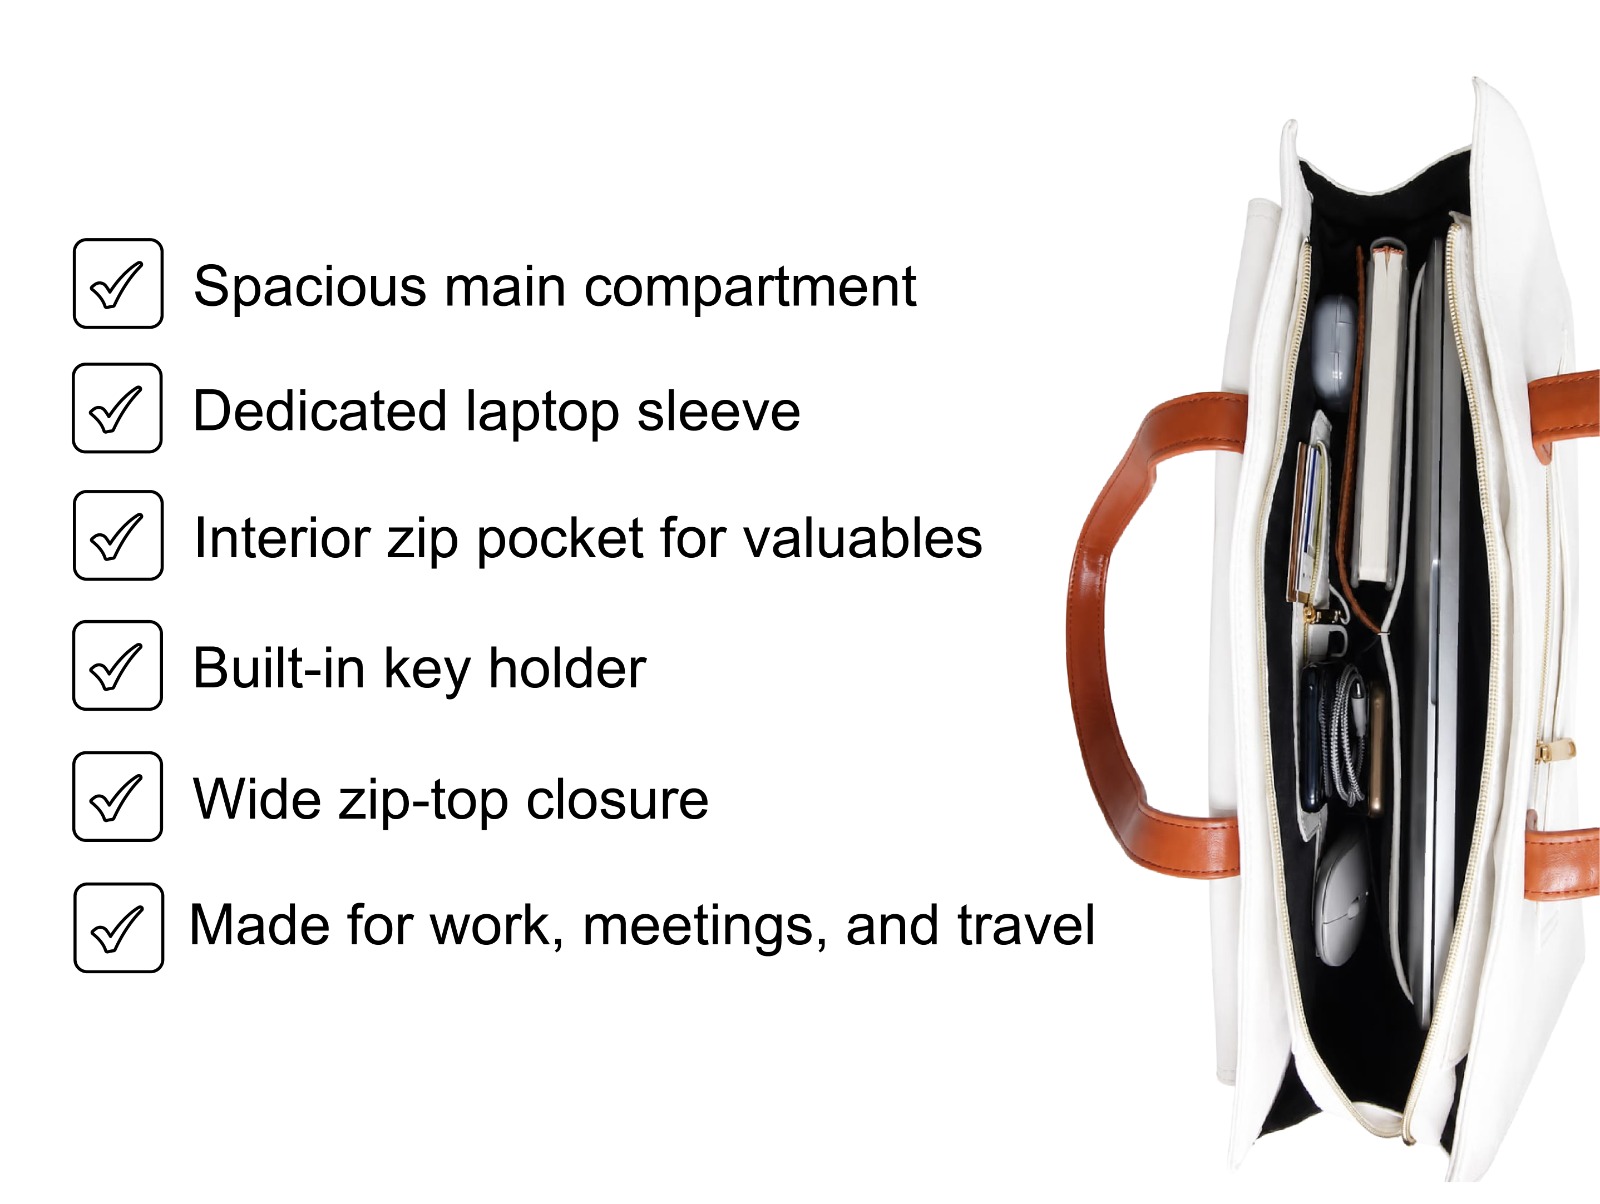 Spacious main compartment
Dedicated laptop sleeve
Interior zip pocket for valuables
Built-in key holder
Wide zip-top closure
Made for work, meetings, and travel